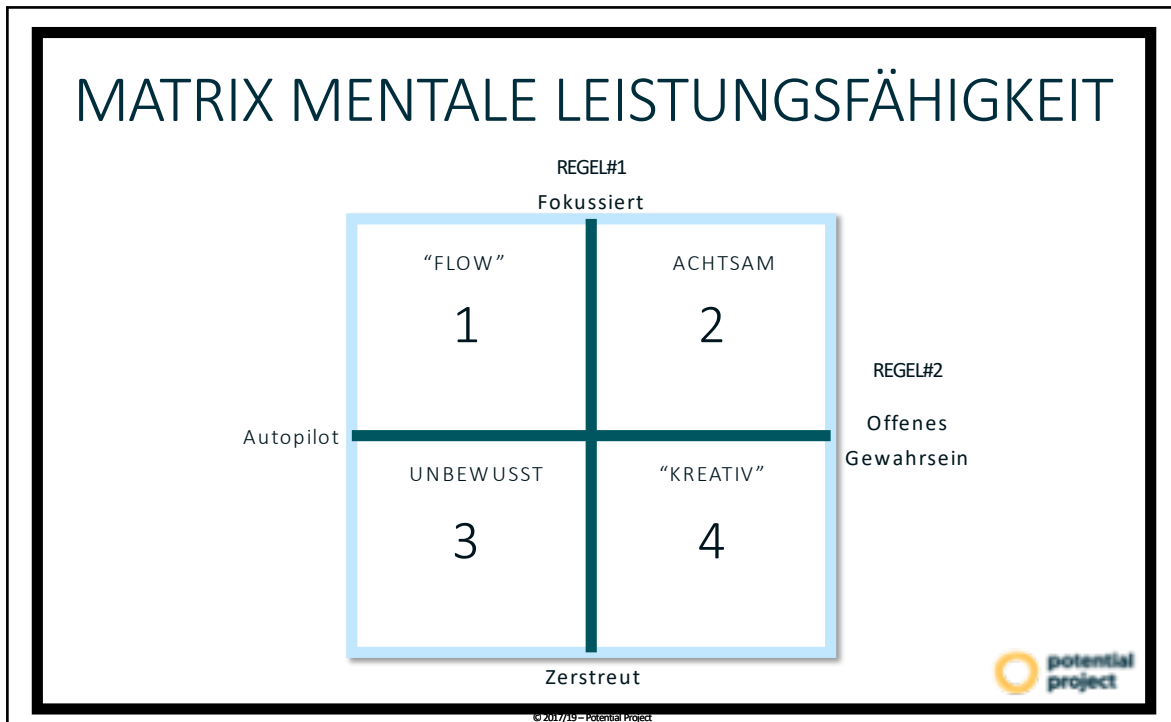 MATRIX MENTALE LEISTUNGSFÄHIGKEIT
REGEL#1
Fokussiert
“FLOW”
ACHTSAM
1
2
REGEL#2
Autopilot
Offenes
Gewahrsein
UNBEWUSST
“KREATIV”
3
4
Zerstreut
potential
project
© 2017/19 – Potential Project